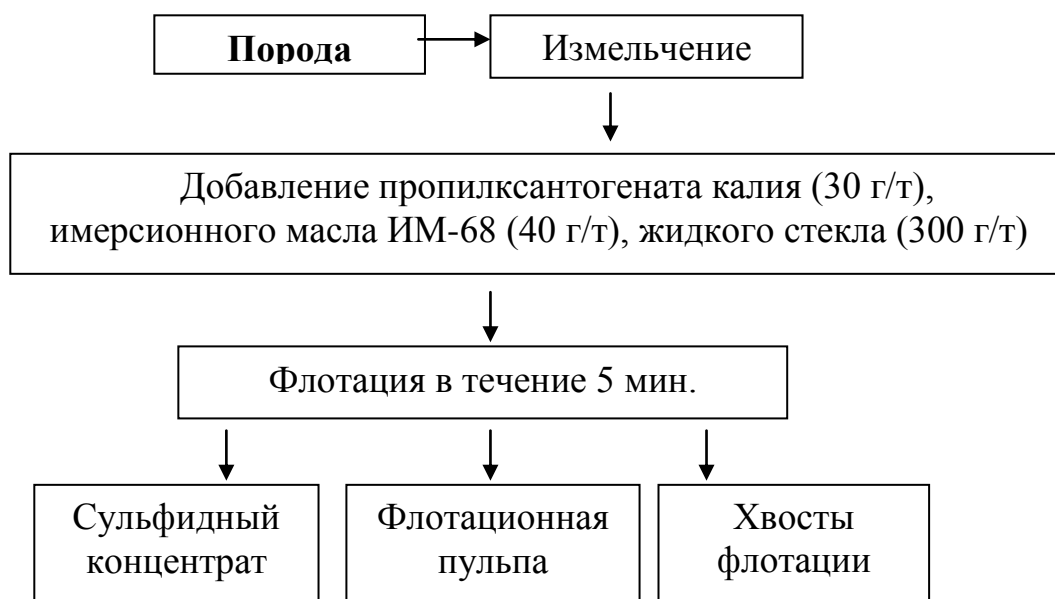 Порода
Измельчение
Добавление пропилксантогената калия (30 г/т),
имерсионного масла ИМ-68 (40 г/т), жидкого стекла (300 г/т)
Флотация в течение 5 мин.
Сульфидный
концентрат
Флотационная
пульпа
Хвосты
флотации